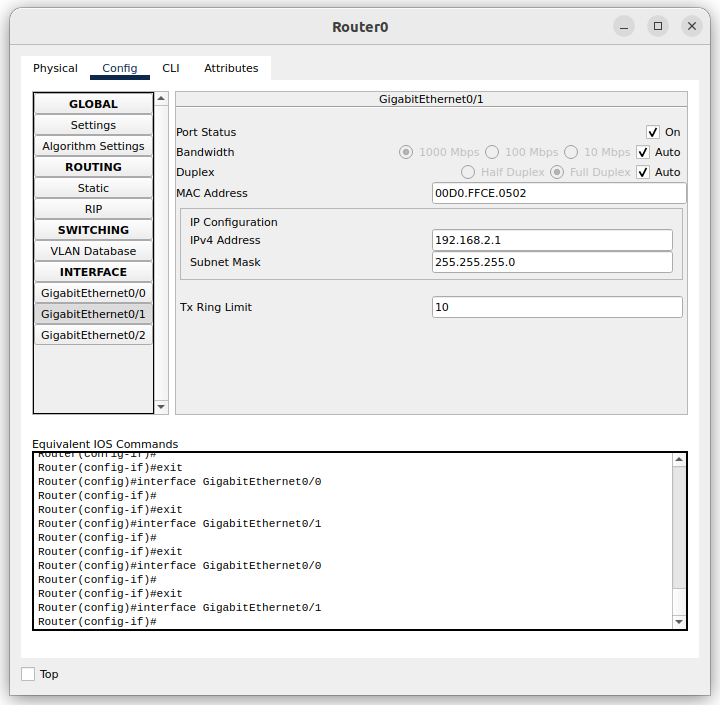 Router0
Physical Config CLI Attributes
GLOBAL
Settings
Algorithm Settings
ROUTING
Static
RIP
SWITCHING
VLAN Database
INTERFACE
GigabitEthernet0/0
GigabitEthernet0/1
GigabitEthernet0/2
GigabitEthernet0/1
Port Status On
Bandwidth 1000 Mbps 100 Mbps 10 Mbps Auto
Duplex Half Duplex Full Duplex Auto
MAC Address 00D0.FFCE.0502
IP Configuration
IPv4 Address 192.168.2.1
Subnet Mask 255.255.255.0
Tx Ring Limit 10
Equivalent IOS Commands
Router(config-if)#
Router(config-if)#exit
Router(config)#interface GigabitEthernet0/0
Router(config-if)#
Router(config-if)#exit
Router(config)#interface GigabitEthernet0/1
Router(config-if)#
Router(config-if)#exit
Router(config)#interface GigabitEthernet0/0
Router(config-if)#
Router(config-if)#exit
Router(config)#interface GigabitEthernet0/1
Router(config-if)#
Top